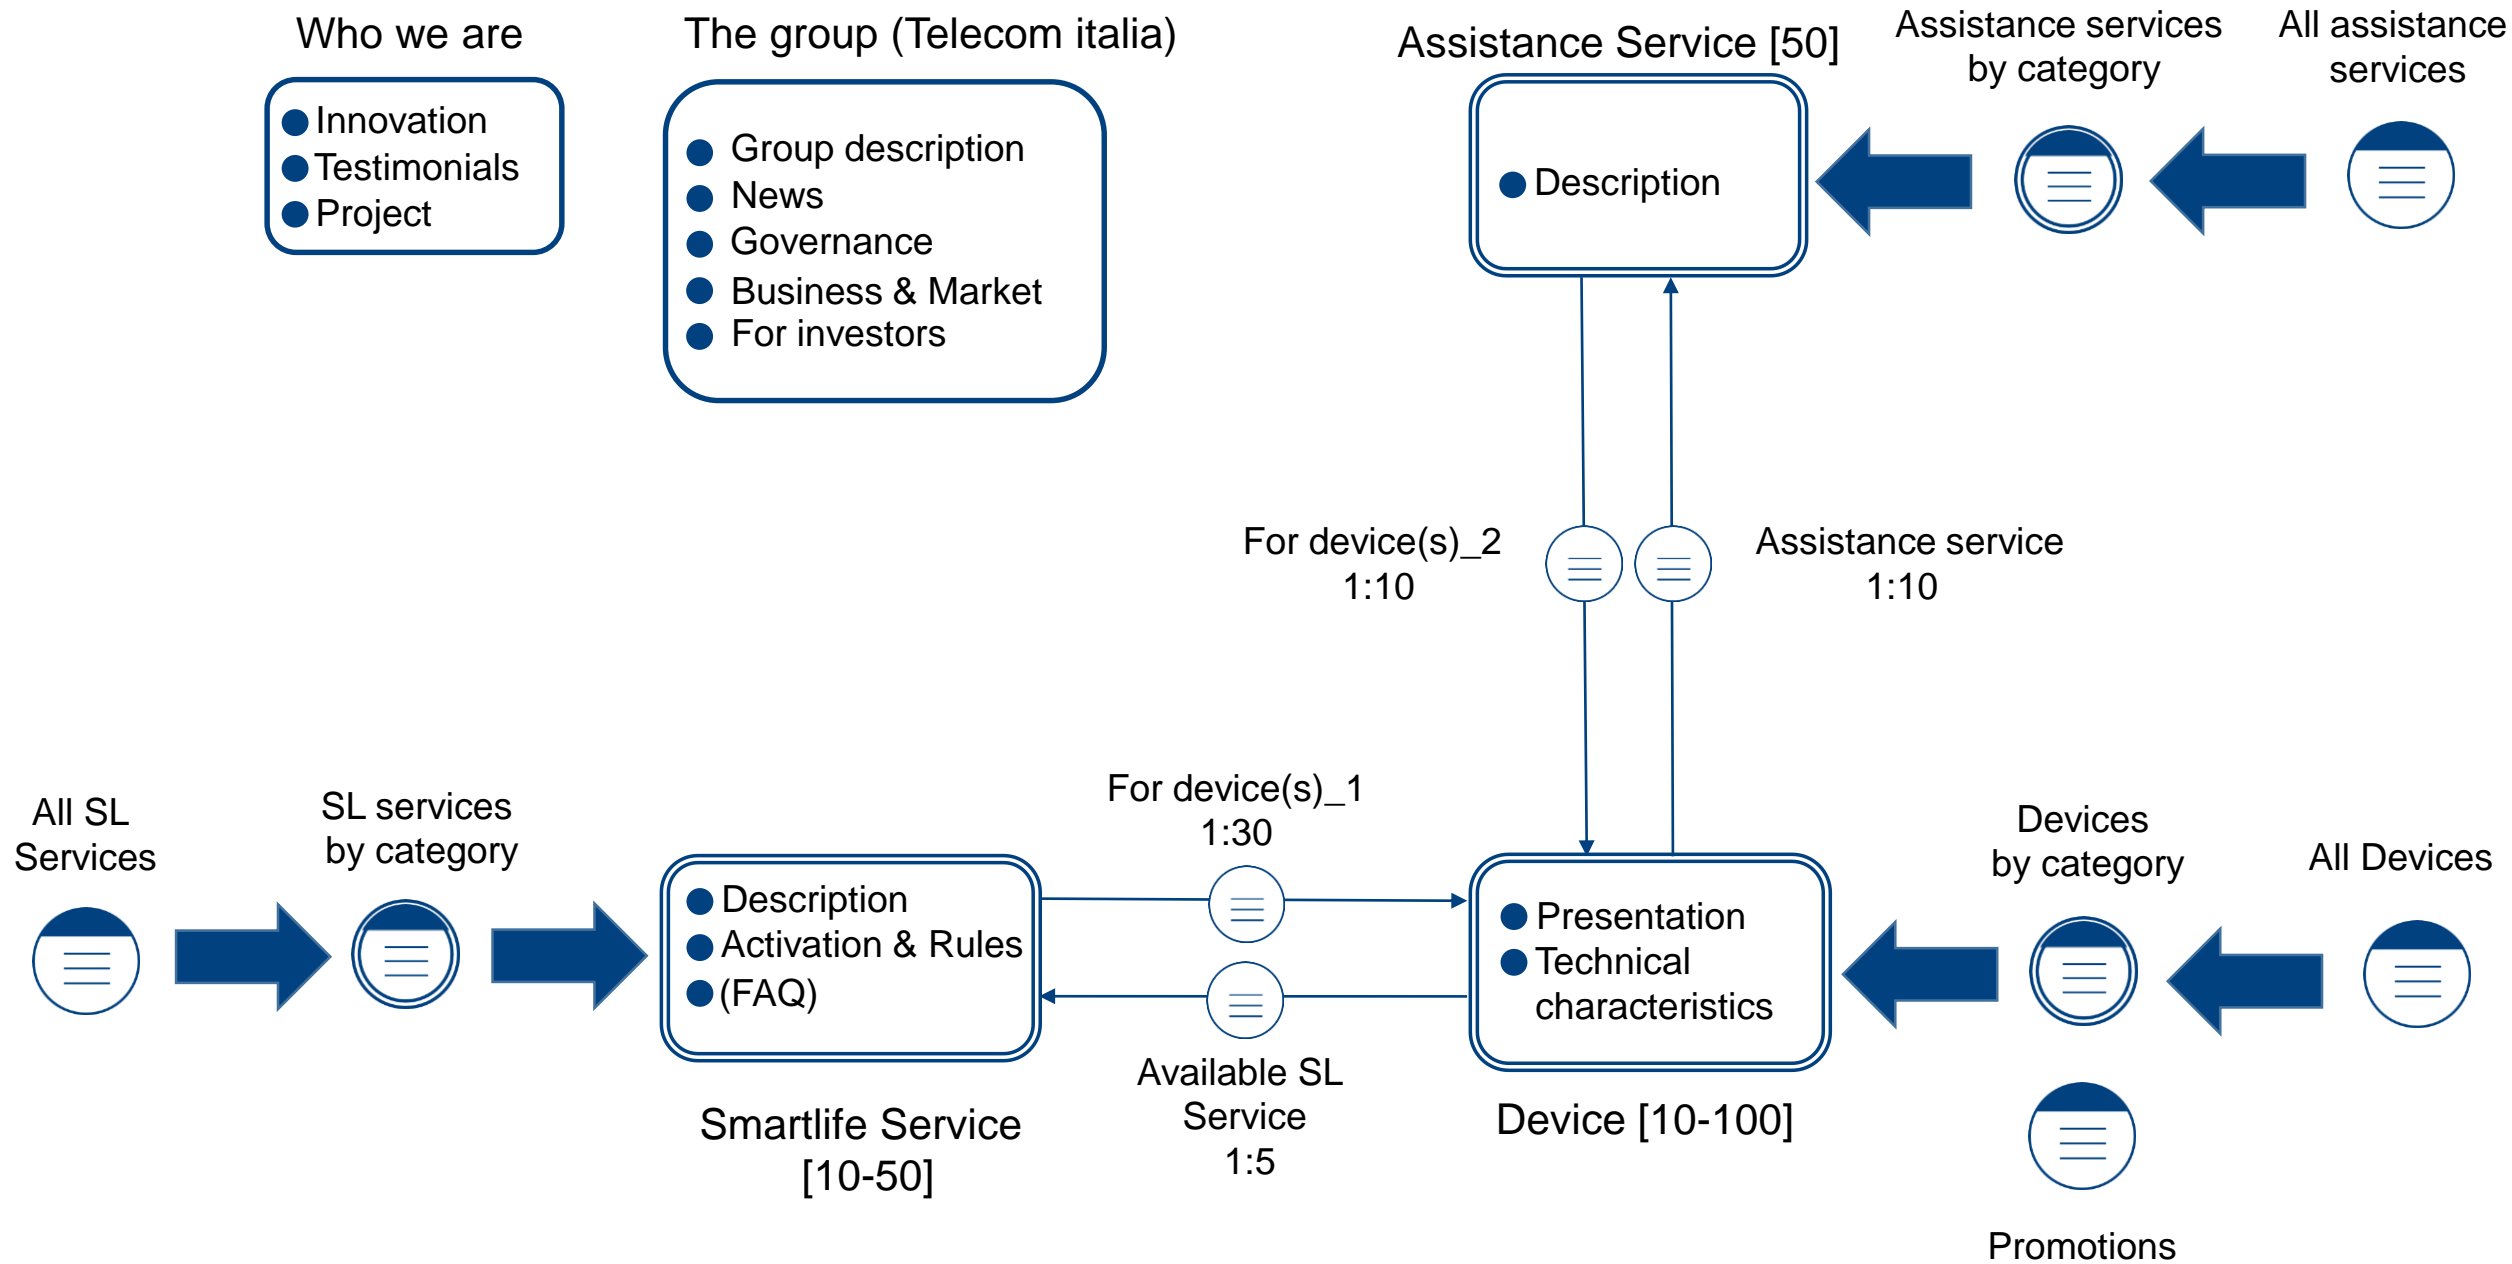 Who we are
Innovation
Testimonials
Project
The group (Telecom italia)
Group description
News
Governance
Business & Market
For investors
Assistance Service [50]
Description
Assistance services
by category
All assistance
services
For device(s)_2
1:10
Assistance service
1:10
All SL
Services
SL services
by category
For device(s)_1
1:30
Description
Activation & Rules
(FAQ)
Smartlife Service
[10-50]
Available SL
Service
1:5
Presentation
Technical
characteristics
Device [10-100]
Devices
by category
All Devices
Promotions